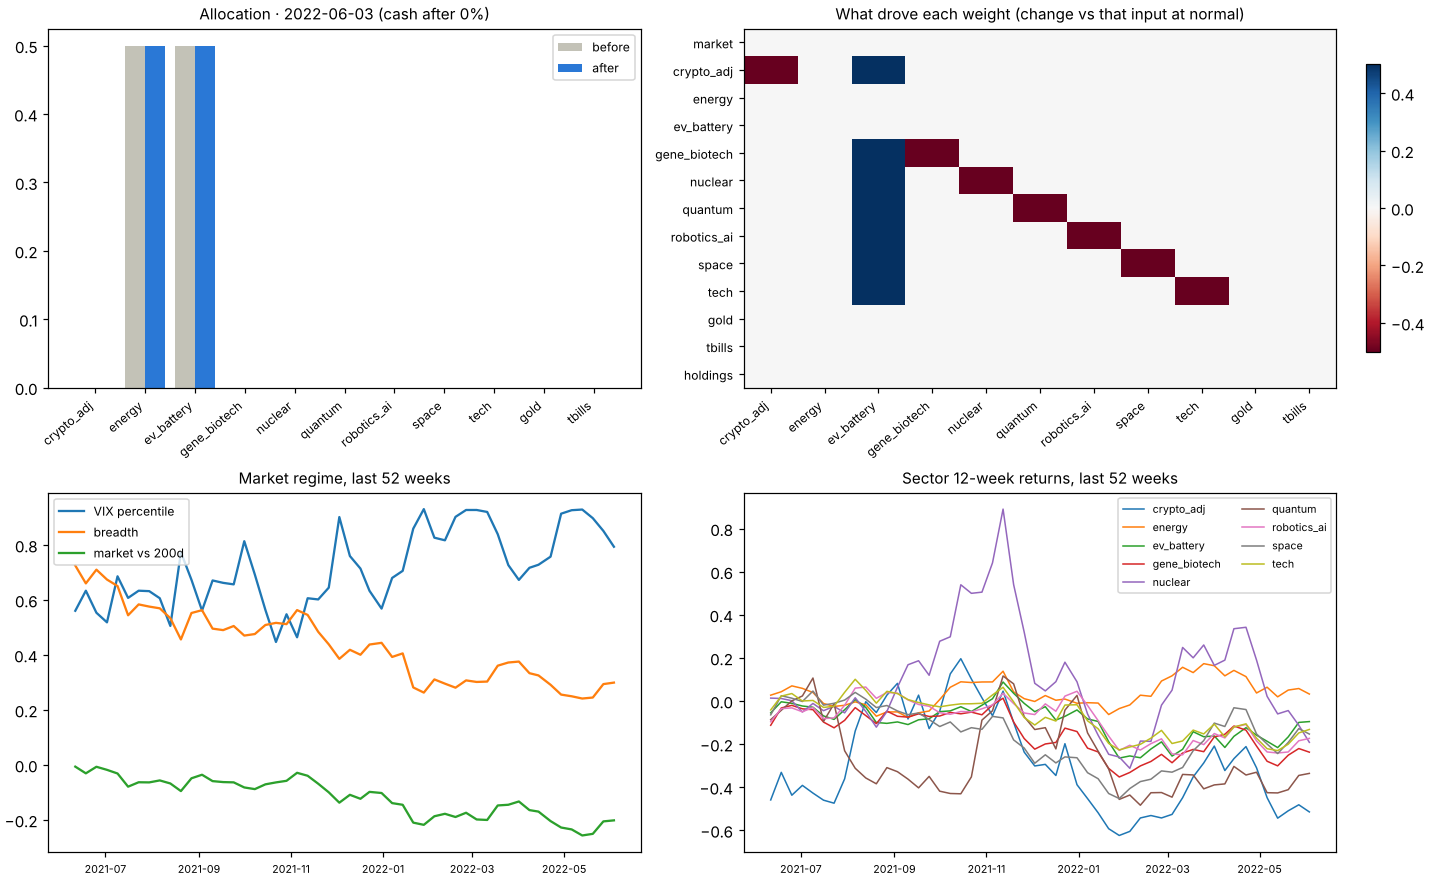 Allocation · 2022-06-03 (cash after 0%)
before
after
0.5
0.4
0.3
0.2
0.1
0.0
crypto_adj
energy
ev_battery
gene_biotech
nuclear
quantum
robotics_ai
space
tech
gold
tbills
What drove each weight (change vs that input at normal)
market
crypto_adj
energy
ev_battery
gene_biotech
nuclear
quantum
robotics_ai
space
tech
gold
tbills
holdings
crypto_adj
energy
ev_battery
gene_biotech
nuclear
quantum
robotics_ai
space
tech
gold
tbills
0.4
0.2
0.0
−0.2
−0.4
Market regime, last 52 weeks
VIX percentile
breadth
market vs 200d
0.8
0.6
0.4
0.2
0.0
−0.2
2021-07
2021-09
2021-11
2022-01
2022-03
2022-05
Sector 12-week returns, last 52 weeks
crypto_adj
energy
ev_battery
gene_biotech
nuclear
quantum
robotics_ai
space
tech
0.8
0.6
0.4
0.2
0.0
−0.2
−0.4
−0.6
2021-07
2021-09
2021-11
2022-01
2022-03
2022-05